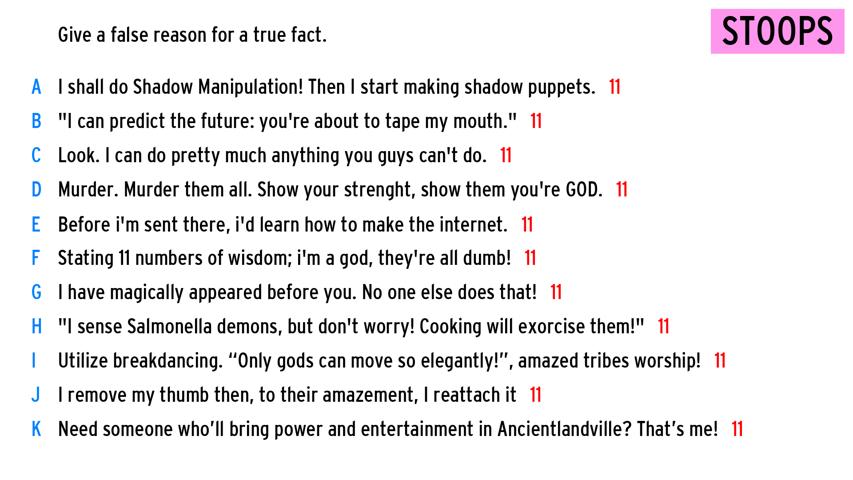 Give a false reason for a true fact.
STOOPS
A I shall do Shadow Manipulation! Then I start making shadow puppets. 11
B "I can predict the future: you're about to tape my mouth." 11
C Look. I can do pretty much anything you guys can't do. 11
D Murder. Murder them all. Show your strenght, show them you're GOD. 11
E Before i'm sent there, i'd learn how to make the internet. 11
F Stating 11 numbers of wisdom; i'm a god, they're all dumb! 11
G I have magically appeared before you. No one else does that! 11
H "I sense Salmonella demons, but don't worry! Cooking will exorcise them!" 11
I Utilize breakdancing. “Only gods can move so elegantly!”, amazed tribes worship! 11
J I remove my thumb then, to their amazement, I reattach it 11
K Need someone who’ll bring power and entertainment in Ancientlandville? That’s me! 11